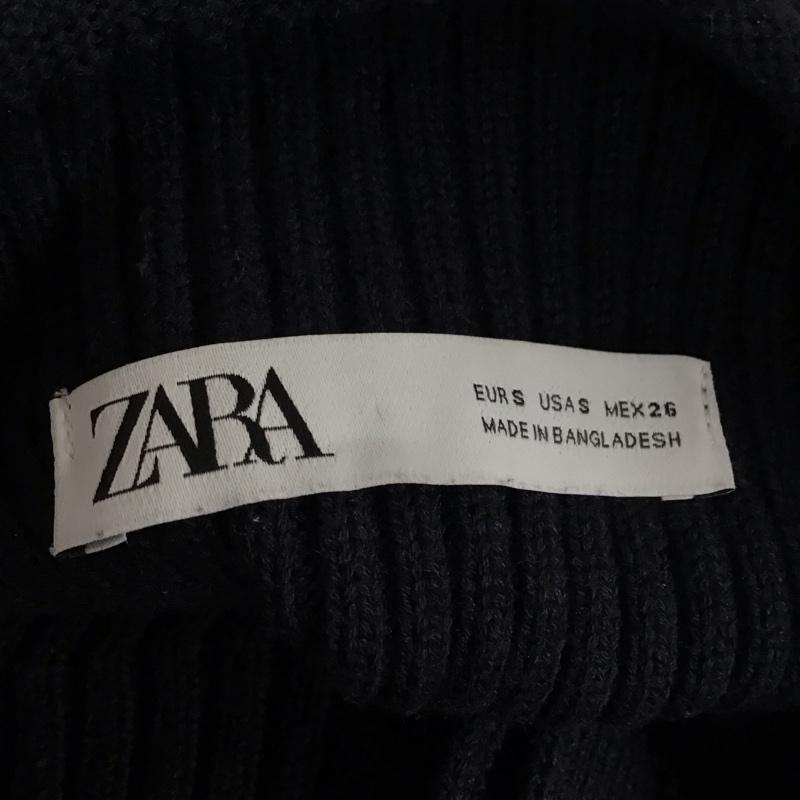 ZARA
EUR S USA S MEX 26
MADE IN BANGLADESH